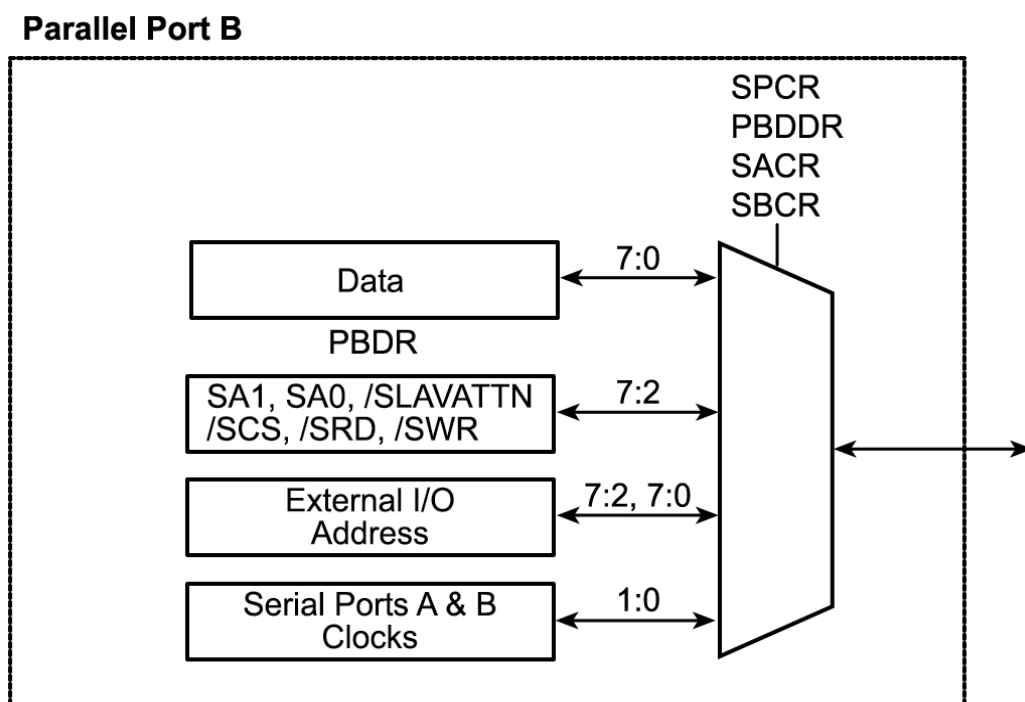 Parallel Port B
SPCR
PBDDR
SACR
SBCR
7:0
Data
PBDR
SA1, SA0, /SLAVATTN
/SCS, /SRD, /SWR
7:2
External I/O
Address
7:2, 7:0
Serial Ports A & B
Clocks
1:0